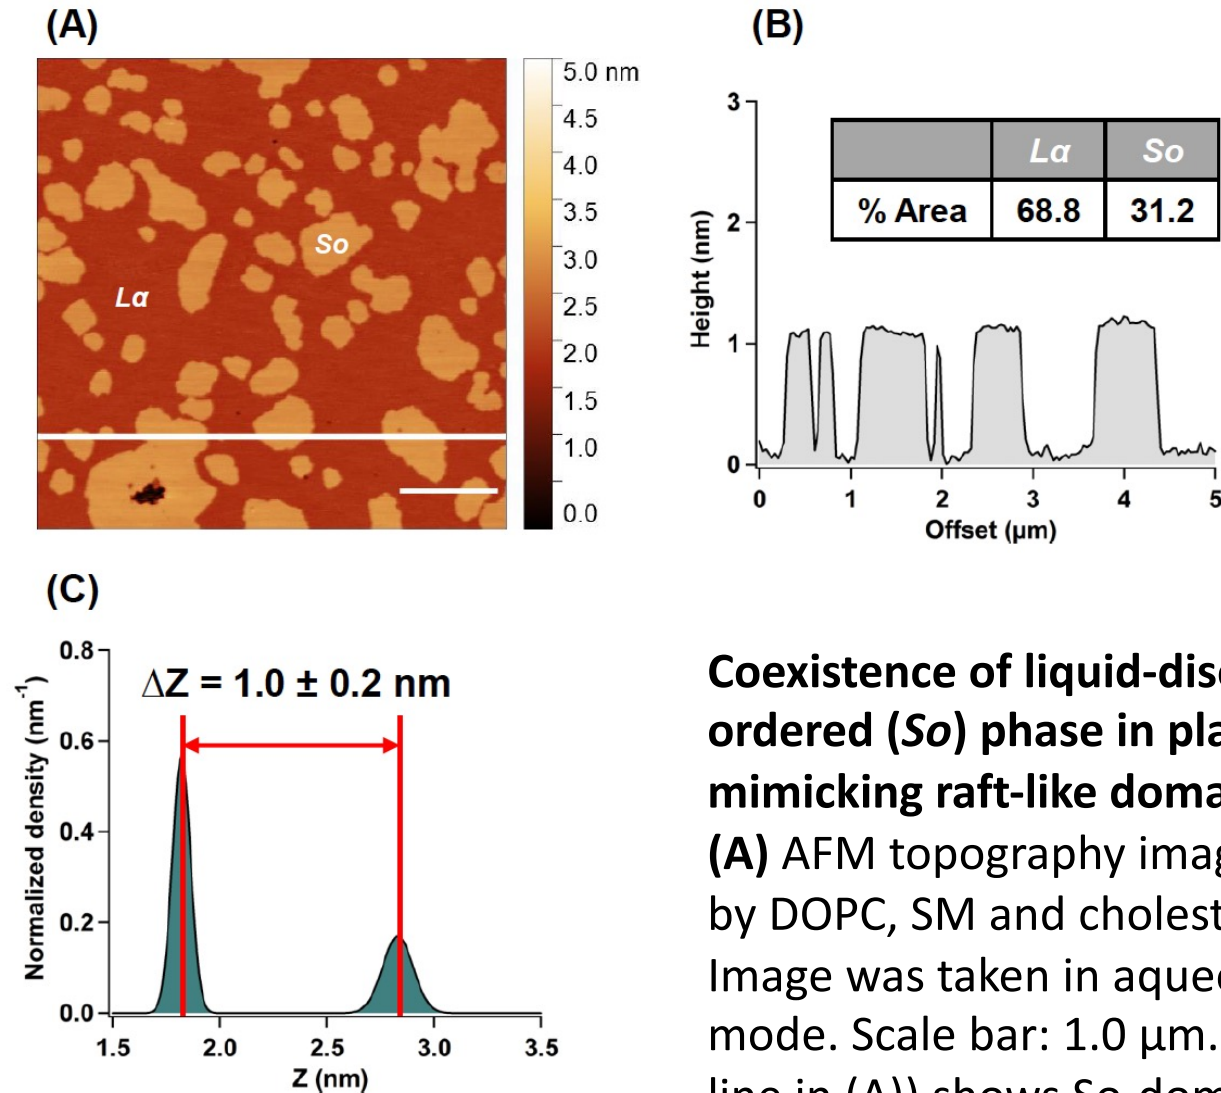 (A)
5.0 nm
4.5
4.0
3.5
3.0
2.5
2.0
1.5
1.0
0.0
So
Lα
(B)
Height (nm)
3
2
1
0
Lα So
% Area 68.8 31.2
0 1 2 3 4 5
Offset (µm)
(C)
Normalized density (nm-1)
0.8
0.6
0.4
0.2
0.0
ΔZ = 1.0 ± 0.2 nm
1.5 2.0 2.5 3.0 3.5
Z (nm)
Coexistence of liquid-dis
ordered (So) phase in pla
mimicking raft-like doma
(A) AFM topography imag
by DOPC, SM and cholest
Image was taken in aque
mode. Scale bar: 1.0 µm.
line in (A)) shows So-dom